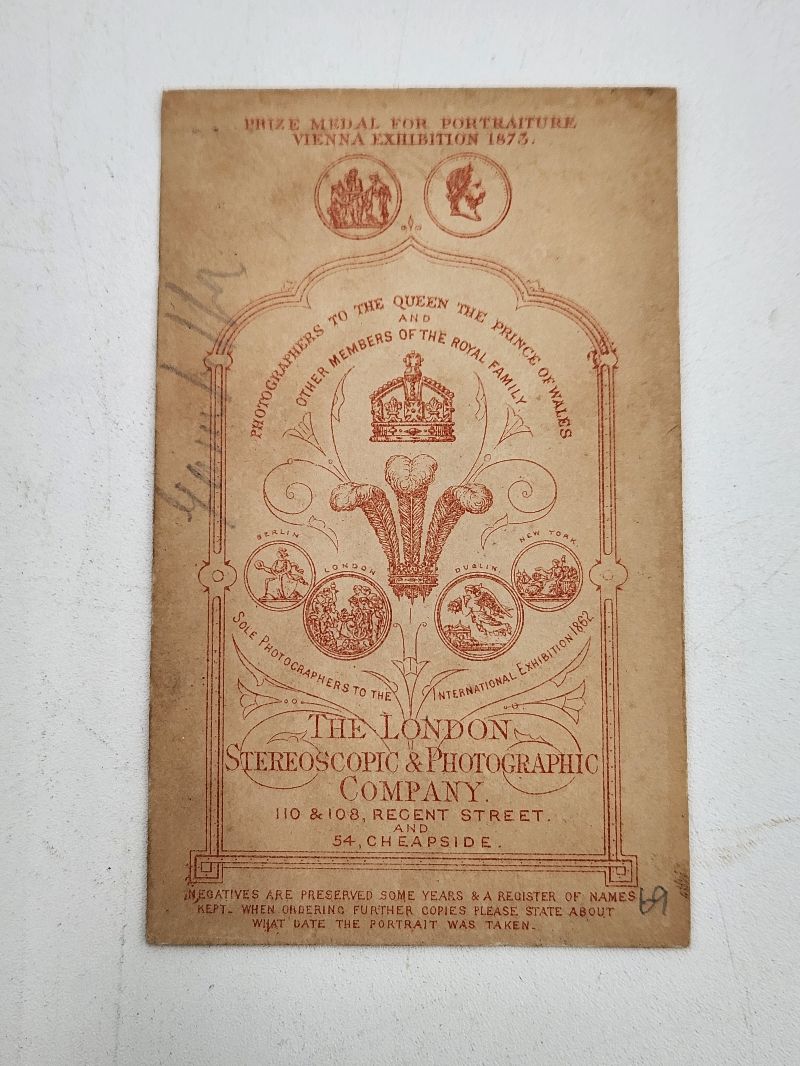 PRIZE MEDAL FOR PORTRAITURE
VIENNA EXHIBITION 1873.
PHOTOGRAPHERS TO THE QUEEN THE PRINCE OF WALES
AND
OTHER MEMBERS OF THE ROYAL FAMILY
BERLIN
LONDON
DUBLIN.
NEW YORK.
SOLE PHOTOGRAPHERS TO THE INTERNATIONAL EXHIBITION 1862
THE LONDON
STEREOSCOPIC & PHOTOGRAPHIC
COMPANY.
110 & 108, REGENT STREET.
AND
54, CHEAPSIDE.
NEGATIVES ARE PRESERVED SOME YEARS & A REGISTER OF NAMES
KEPT. WHEN ORDERING FURTHER COPIES PLEASE STATE ABOUT
WHAT DATE THE PORTRAIT WAS TAKEN.